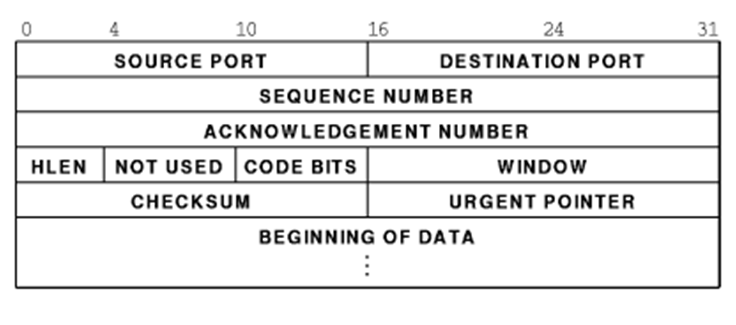 0 4 10 16 24 31
SOURCE PORT DESTINATION PORT
SEQUENCE NUMBER
ACKNOWLEDGEMENT NUMBER
HLEN NOT USED CODE BITS WINDOW
CHECKSUM URGENT POINTER
BEGINNING OF DATA
⋮